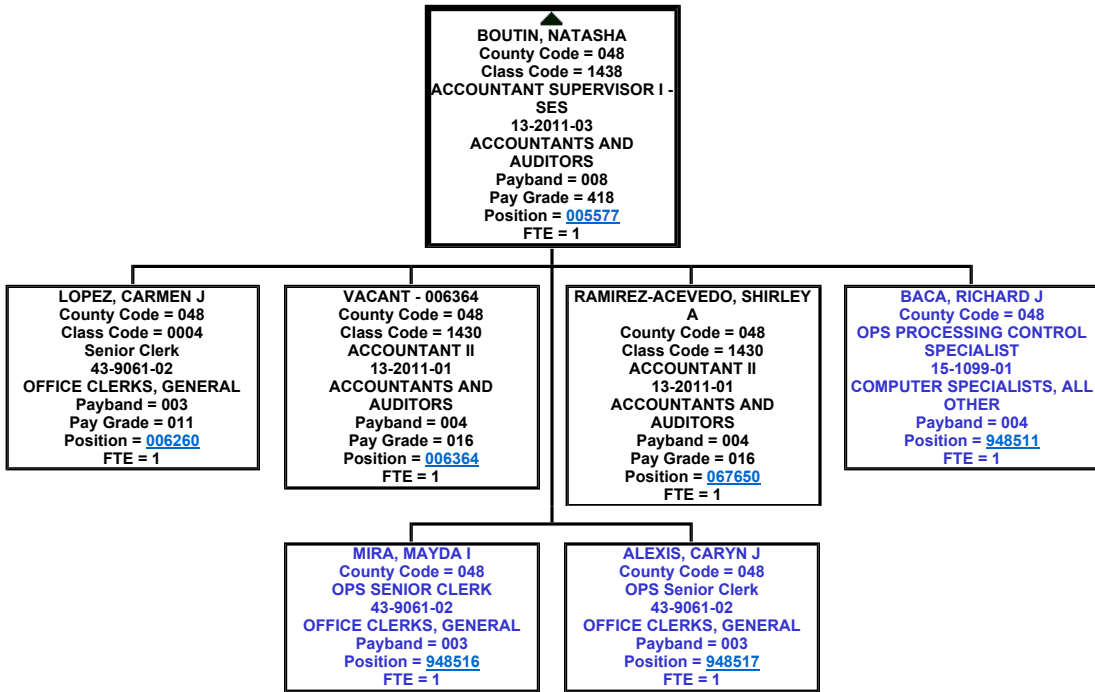 BOUTIN, NATASHA
County Code = 048
Class Code = 1438
ACCOUNTANT SUPERVISOR I -
SES
13-2011-03
ACCOUNTANTS AND
AUDITORS
Payband = 008
Pay Grade = 418
Position = 005577
FTE = 1
LOPEZ, CARMEN J
County Code = 048
Class Code = 0004
Senior Clerk
43-9061-02
OFFICE CLERKS, GENERAL
Payband = 003
Pay Grade = 011
Position = 006260
FTE = 1
VACANT - 006364
County Code = 048
Class Code = 1430
ACCOUNTANT II
13-2011-01
ACCOUNTANTS AND
AUDITORS
Payband = 004
Pay Grade = 016
Position = 006364
FTE = 1
RAMIREZ-ACEVEDO, SHIRLEY
A
County Code = 048
Class Code = 1430
ACCOUNTANT II
13-2011-01
ACCOUNTANTS AND
AUDITORS
Payband = 004
Pay Grade = 016
Position = 067650
FTE = 1
BACA, RICHARD J
County Code = 048
OPS PROCESSING CONTROL
SPECIALIST
15-1099-01
COMPUTER SPECIALISTS, ALL
OTHER
Payband = 004
Position = 948511
FTE = 1
MIRA, MAYDA I
County Code = 048
OPS SENIOR CLERK
43-9061-02
OFFICE CLERKS, GENERAL
Payband = 003
Position = 948516
FTE = 1
ALEXIS, CARYN J
County Code = 048
OPS Senior Clerk
43-9061-02
OFFICE CLERKS, GENERAL
Payband = 003
Position = 948517
FTE = 1